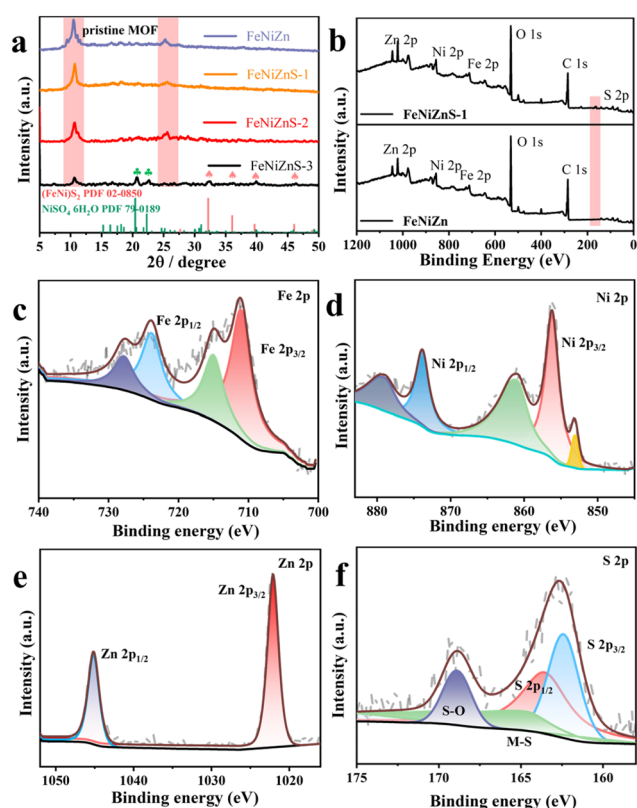 a
pristine MOF
FeNiZn
FeNiZnS-1
FeNiZnS-2
FeNiZnS-3
(FeNi)S2 PDF 02-0850
NiSO4 6H2O PDF 79-0189
Intensity (a.u.)
5 10 15 20 25 30 35 40 45 50
2θ / degree
b
Zn 2p
Ni 2p
Fe 2p
O 1s
C 1s
S 2p
FeNiZnS-1
Zn 2p
Ni 2p
Fe 2p
O 1s
C 1s
FeNiZn
Intensity (a.u.)
1200 1000 800 600 400 200 0
Binding Energy (eV)
c
Fe 2p
Fe 2p1/2
Fe 2p3/2
Intensity (a.u.)
740 730 720 710 700
Binding energy (eV)
d
Ni 2p
Ni 2p1/2
Ni 2p3/2
Intensity (a.u.)
880 870 860 850
Binding energy (eV)
e
Zn 2p
Zn 2p3/2
Zn 2p1/2
Intensity (a.u.)
1050 1040 1030 1020
Binding energy (eV)
f
S 2p
S 2p3/2
S 2p1/2
S-O
M-S
Intensity (a.u.)
175 170 165 160
Binding energy (eV)